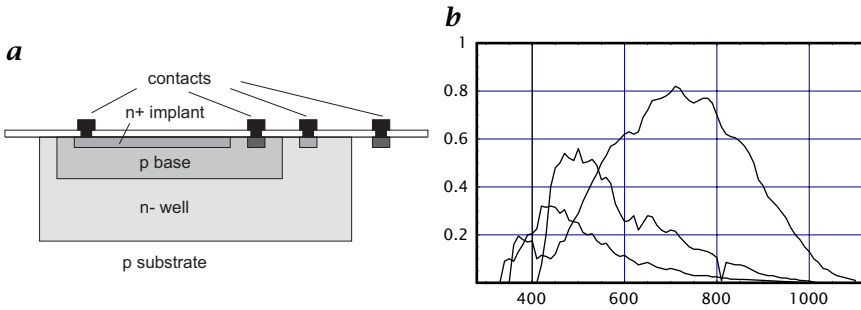 a
contacts
n+ implant
p base
n- well
p substrate
b
1
0.8
0.6
0.4
0.2
400 600 800 1000